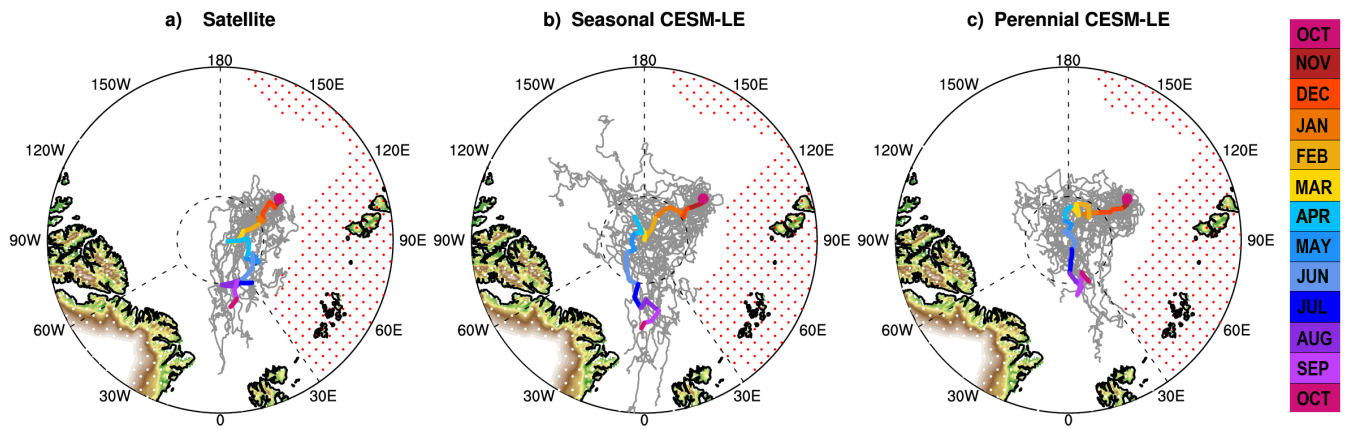 a) Satellite
b) Seasonal CESM-LE
c) Perennial CESM-LE
180
150W
150E
120W
120E
90W
90E
60W
60E
30W
30E
0
180
150W
150E
120W
120E
90W
90E
60W
60E
30W
30E
0
180
150W
150E
120W
120E
90W
90E
60W
60E
30W
30E
0
OCT
NOV
DEC
JAN
FEB
MAR
APR
MAY
JUN
JUL
AUG
SEP
OCT